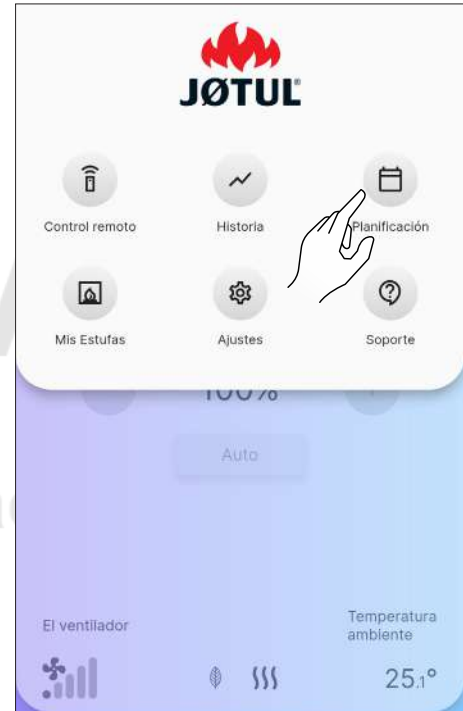 JØTUL
Control remoto
Historia
Planificación
Mis Estufas
Ajustes
Soporte
100%
Auto
El ventilador
Temperatura
ambiente
25.1°